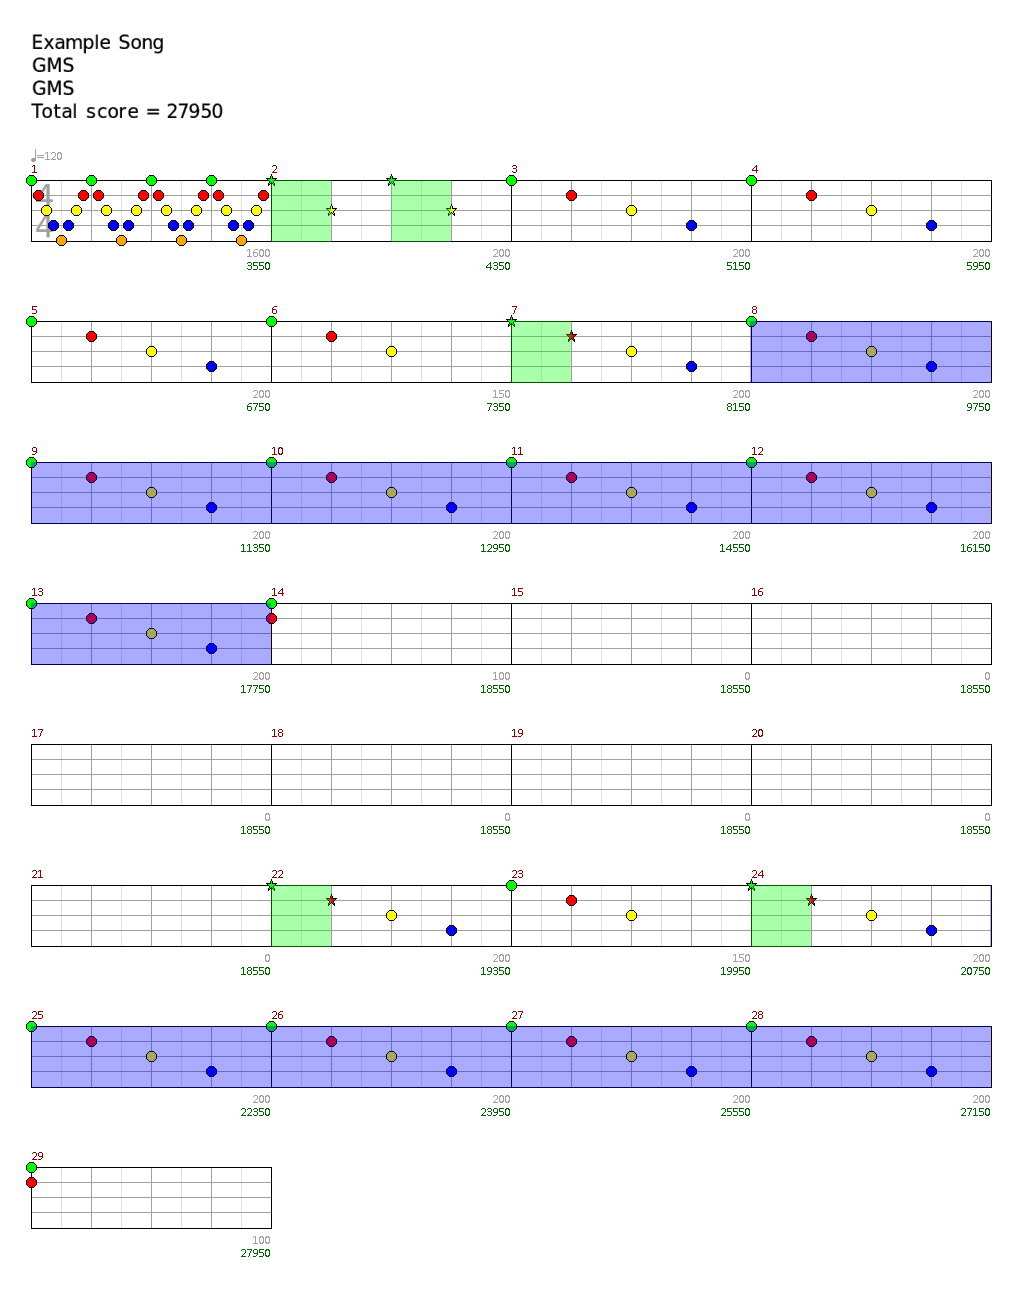 Example Song
GMS
GMS
Total score = 27950
♩=120
1 2 3 4
4
4
1600 200 200 200
3550 4350 5150 5950
5 6 7 8
200 150 200 200
6750 7350 8150 9750
9 10 11 12
200 200 200 200
11350 12950 14550 16150
13 14 15 16
200 100 0 0
17750 18550 18550 18550
17 18 19 20
0 0 0 0
18550 18550 18550 18550
21 22 23 24
0 200 150 200
18550 19350 19950 20750
25 26 27 28
200 200 200 200
22350 23950 25550 27150
29
100
27950